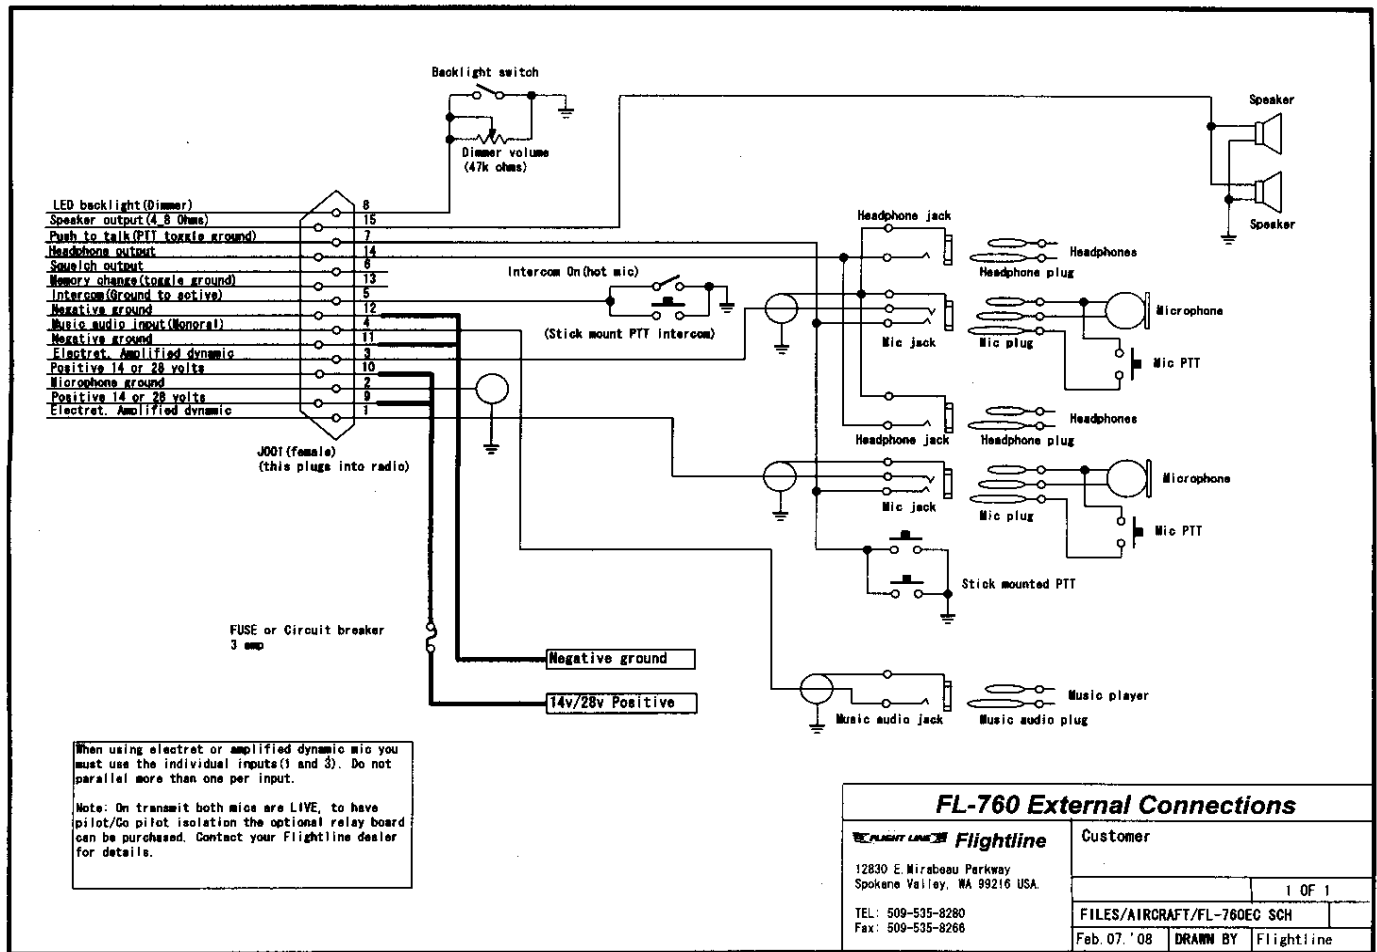 Backlight switch
Dimmer volume
(47k ohms)
Speaker
Speaker
LED backlight(Dimmer) 8
Speaker output(4_8 Ohms) 15
Push to talk(PTT toggle ground) 7
Headphone output 14
Squelch output 6
Memory change(toggle ground) 13
Intercom(Ground to active) 5
Negative ground 12
Music audio input(Monoral) 4
Negative ground 11
Electret. Amplified dynamic 3
Positive 14 or 28 volts 10
Microphone ground 2
Positive 14 or 28 volts 9
Electret. Amplified dynamic 1
J001(female)
(this plugs into radio)
Intercom On(hot mic)
(Stick mount PTT intercom)
Headphone jack
Headphones
Headphone plug
Microphone
Mic jack
Mic plug
Mic PTT
Headphones
Headphone jack
Headphone plug
Microphone
Mic jack
Mic plug
Mic PTT
Stick mounted PTT
FUSE or Circuit breaker
3 amp
Negative ground
14v/28v Positive
Music player
Music audio jack
Music audio plug
When using electret or amplified dynamic mic you
must use the individual inputs(1 and 3). Do not
parallel more than one per input.
Note: On transmit both mics are LIVE, to have
pilot/Co pilot isolation the optional relay board
can be purchased. Contact your Flightline dealer
for details.
FL-760 External Connections
FLIGHT LINE Flightline
12830 E.Mirabeau Parkway
Spokane Valley, WA 99216 USA.
TEL: 509-535-8280
Fax: 509-535-8266
Customer
1 OF 1
FILES/AIRCRAFT/FL-760EC SCH
Feb.07.'08 DRAWN BY Flightline